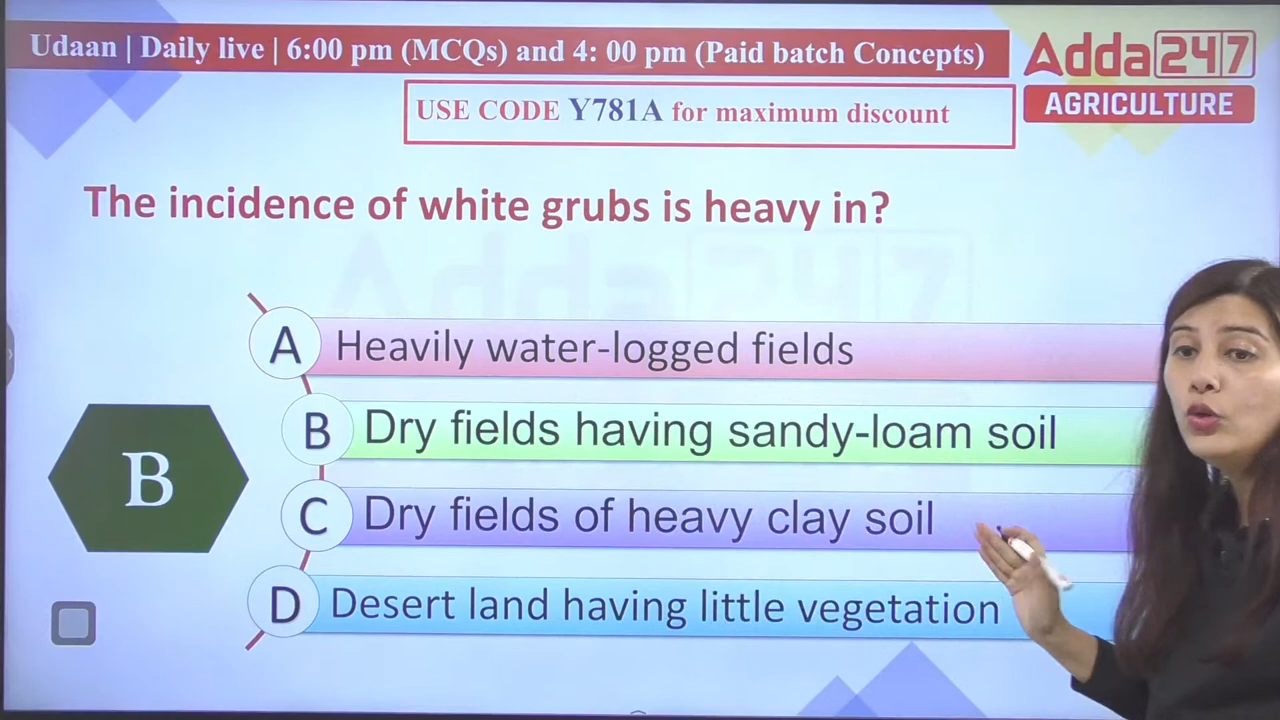 Udaan | Daily live | 6:00 pm (MCQs) and 4: 00 pm (Paid batch Concepts)
Adda247
AGRICULTURE
USE CODE Y781A for maximum discount
The incidence of white grubs is heavy in?
A Heavily water-logged fields
B Dry fields having sandy-loam soil
B
C Dry fields of heavy clay soil
D Desert land having little vegetation